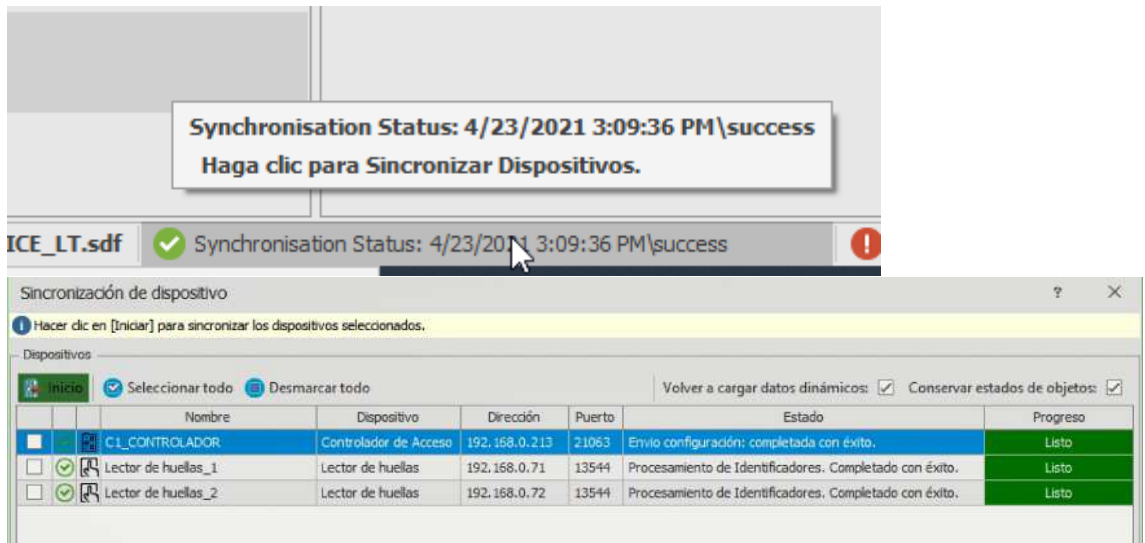 Synchronisation Status: 4/23/2021 3:09:36 PM\success
Haga clic para Sincronizar Dispositivos.
ICE_LT.sdf Synchronisation Status: 4/23/2021 3:09:36 PM\success
Sincronización de dispositivo ?
Hacer clic en [Iniciar] para sincronizar los dispositivos seleccionados.
Dispositivos
Inicio Seleccionar todo Desmarcar todo Volver a cargar datos dinámicos: Conservar estados de objetos:
Nombre Dispositivo Dirección Puerto Estado Progreso
C1_CONTROLADOR Controlador de Acceso 192.168.0.213 21063 Envio configuración: completada con éxito. Listo
Lector de huellas_1 Lector de huellas 192.168.0.71 13544 Procesamiento de Identificadores. Completado con éxito. Listo
Lector de huellas_2 Lector de huellas 192.168.0.72 13544 Procesamiento de Identificadores. Completado con éxito. Listo